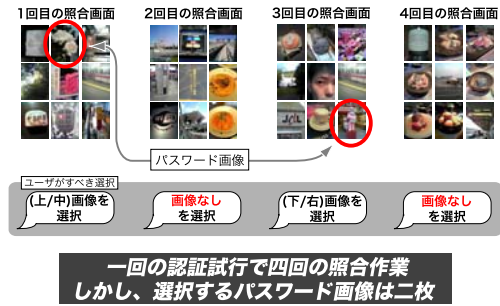 1回目の照合画面
2回目の照合画面
3回目の照合画面
4回目の照合画面
パスワード画像
ユーザがすべき選択
(上/中)画像を
選択
画像なし
を選択
(下/右)画像を
選択
画像なし
を選択
一回の認証試行で四回の照合作業
しかし、選択するパスワード画像は二枚